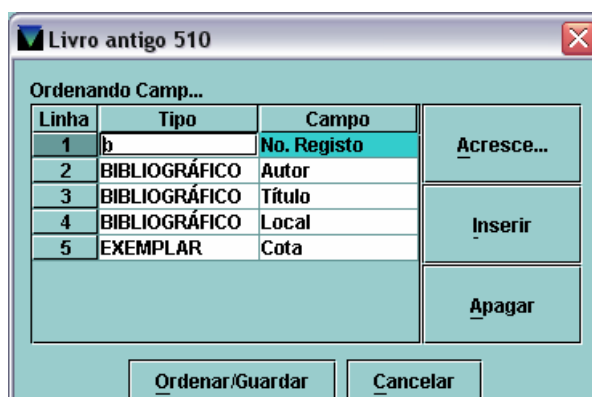 Livro antigo 510
Ordenando Camp...
Linha Tipo Campo
1 b No. Registo
2 BIBLIOGRÁFICO Autor
3 BIBLIOGRÁFICO Título
4 BIBLIOGRÁFICO Local
5 EXEMPLAR Cota
Acresce...
Inserir
Apagar
Ordenar/Guardar Cancelar